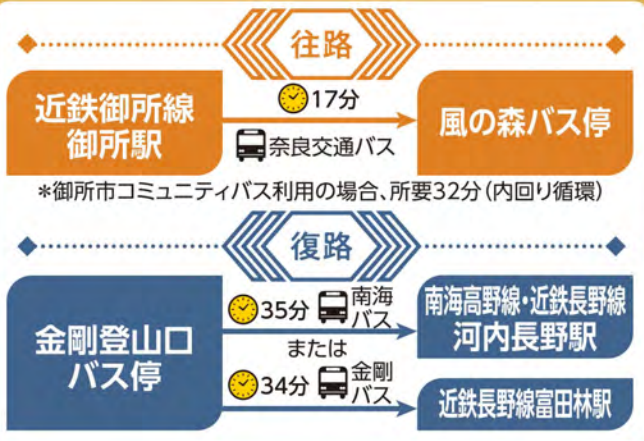 往路
近鉄御所線
御所駅
17分
奈良交通バス
風の森バス停
*御所市コミュニティバス利用の場合、所要32分(内回り循環)
復路
金剛登山口
バス停
35分 南海
バス
または
34分 金剛
バス
南海高野線・近鉄長野線
河内長野駅
近鉄長野線富田林駅